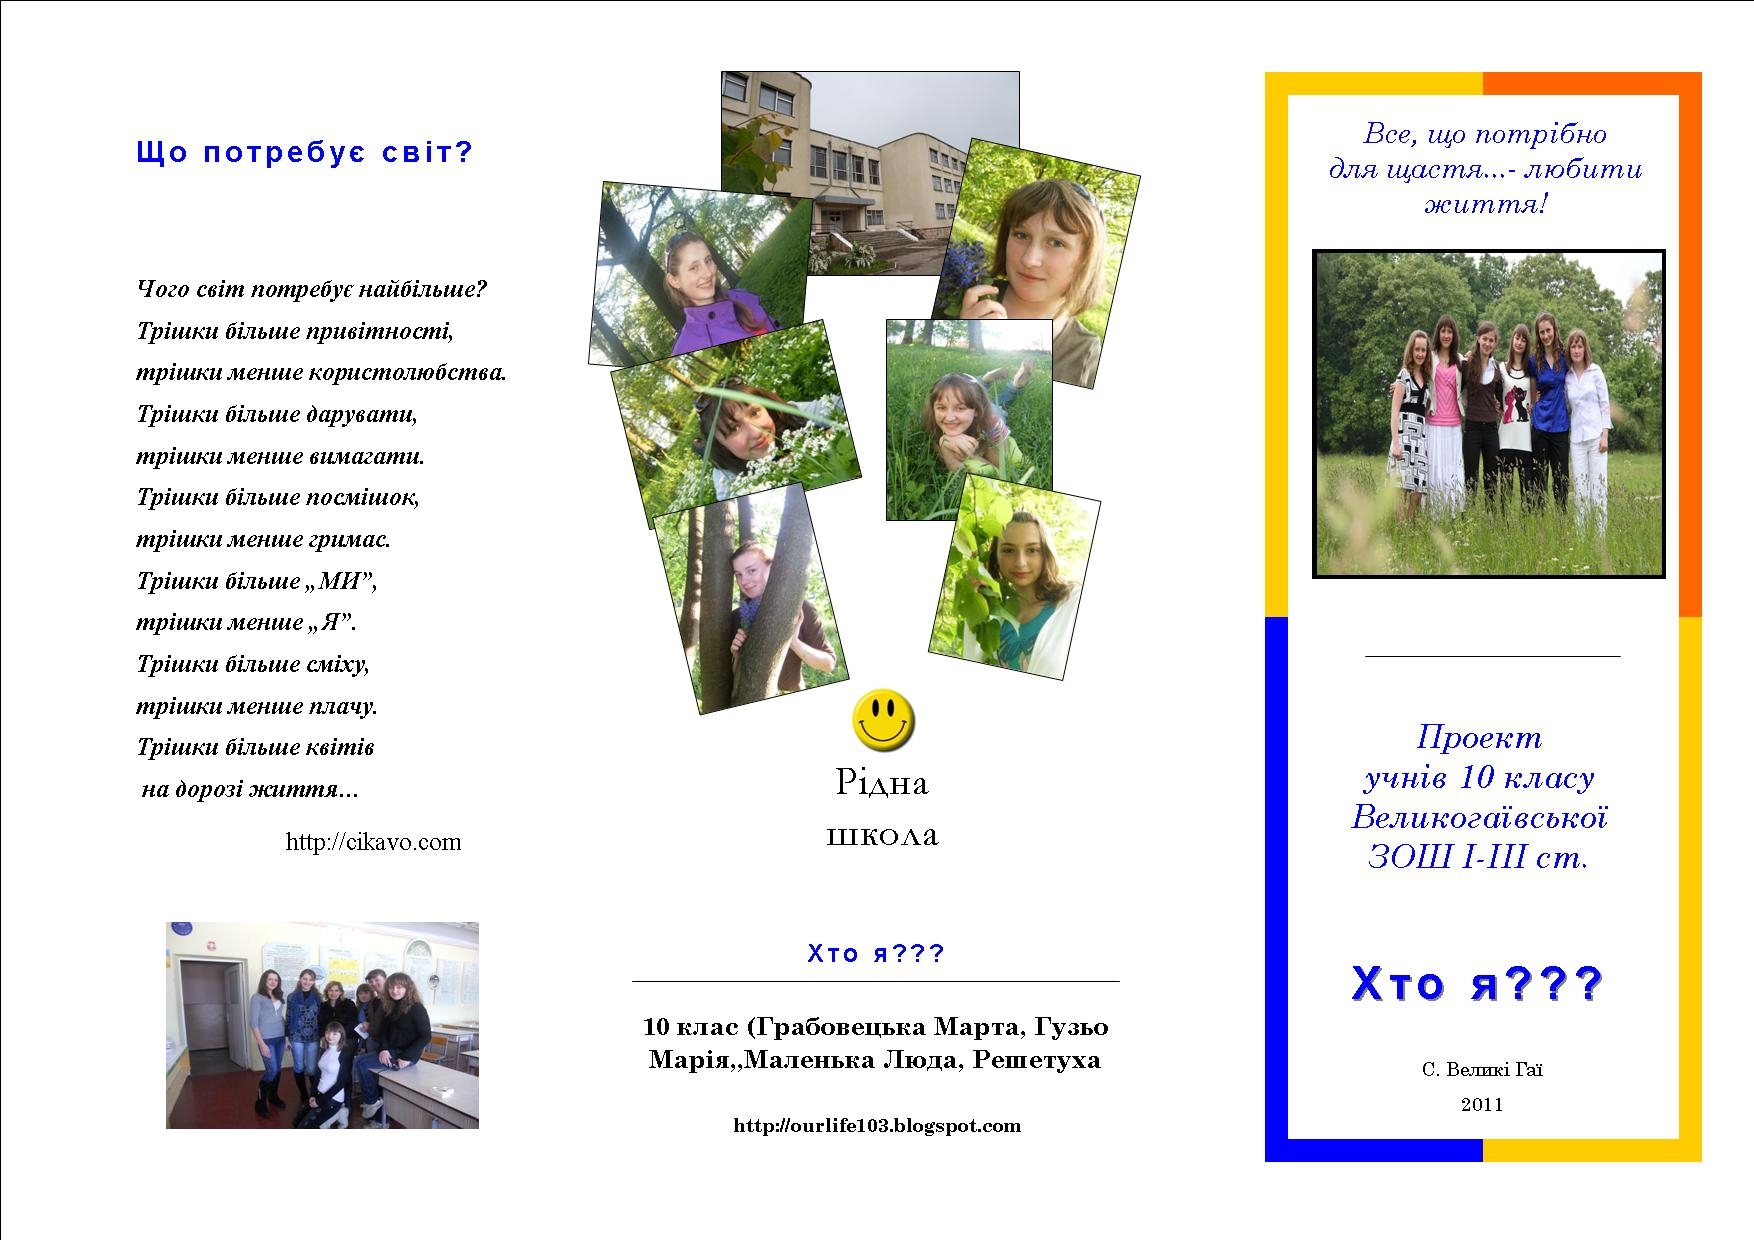 Що потребує світ?
Чого світ потребує найбільше?
Трішки більше привітності,
трішки менше користолюбства.
Трішки більше дарувати,
трішки менше вимагати.
Трішки більше посмішок,
трішки менше гримас.
Трішки більше „МИ”,
трішки менше „Я”.
Трішки більше сміху,
трішки менше плачу.
Трішки більше квітів
на дорозі життя...
http://cikavo.com
Рідна
школа
Хто я???
10 клас (Грабовецька Марта, Гузьо
Марія,,Маленька Люда, Решетуха
http://ourlife103.blogspot.com
Все, що потрібно
для щастя...- любити
життя!
Проект
учнів 10 класу
Великогаївської
ЗОШ І-ІІІ ст.
Хто я???
С. Великі Гаї
2011